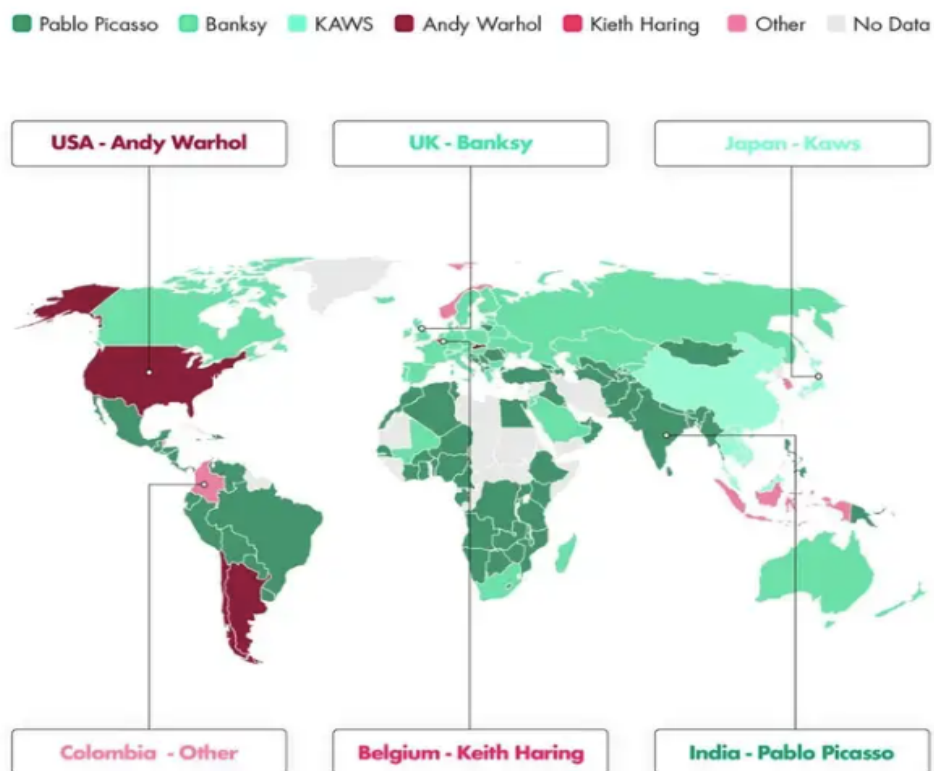 Pablo Picasso Banksy KAWS Andy Warhol Kieth Haring Other No Data
USA - Andy Warhol UK - Banksy Japan - Kaws
Colombia - Other Belgium - Keith Haring India - Pablo Picasso